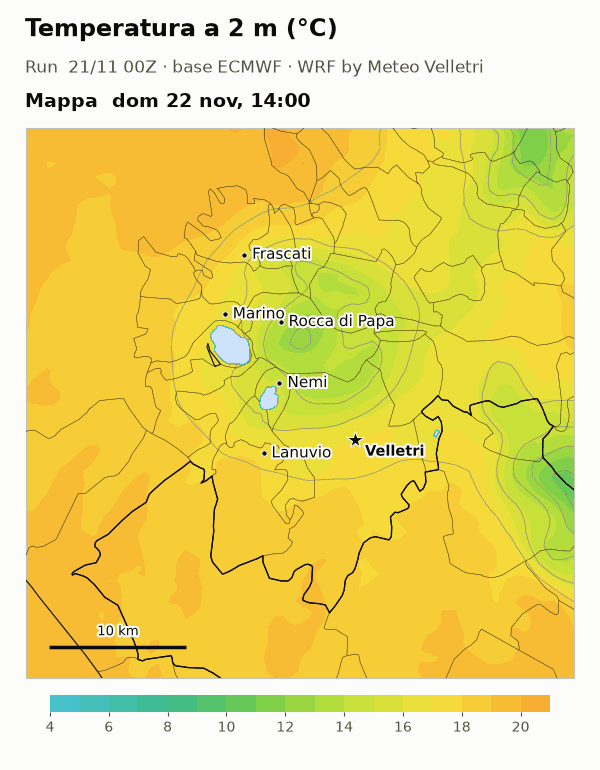 Temperatura a 2 m (°C)
Run  21/11 00Z · base ECMWF · WRF by Meteo Velletri
Mappa  dom 22 nov, 14:00
Frascati
Marino
Rocca di Papa
Nemi
Velletri
Lanuvio
10 km
4 6 8 10 12 14 16 18 20